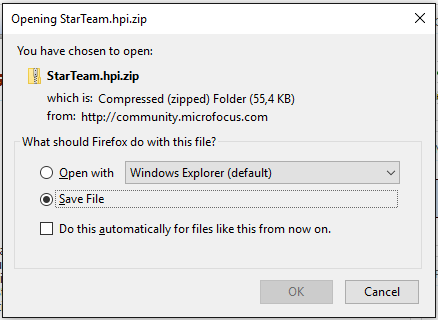 Opening StarTeam.hpi.zip
You have chosen to open:
StarTeam.hpi.zip
which is: Compressed (zipped) Folder (55,4 KB)
from: http://community.microfocus.com
What should Firefox do with this file?
Open with Windows Explorer (default)
Save File
Do this automatically for files like this from now on.
OK Cancel